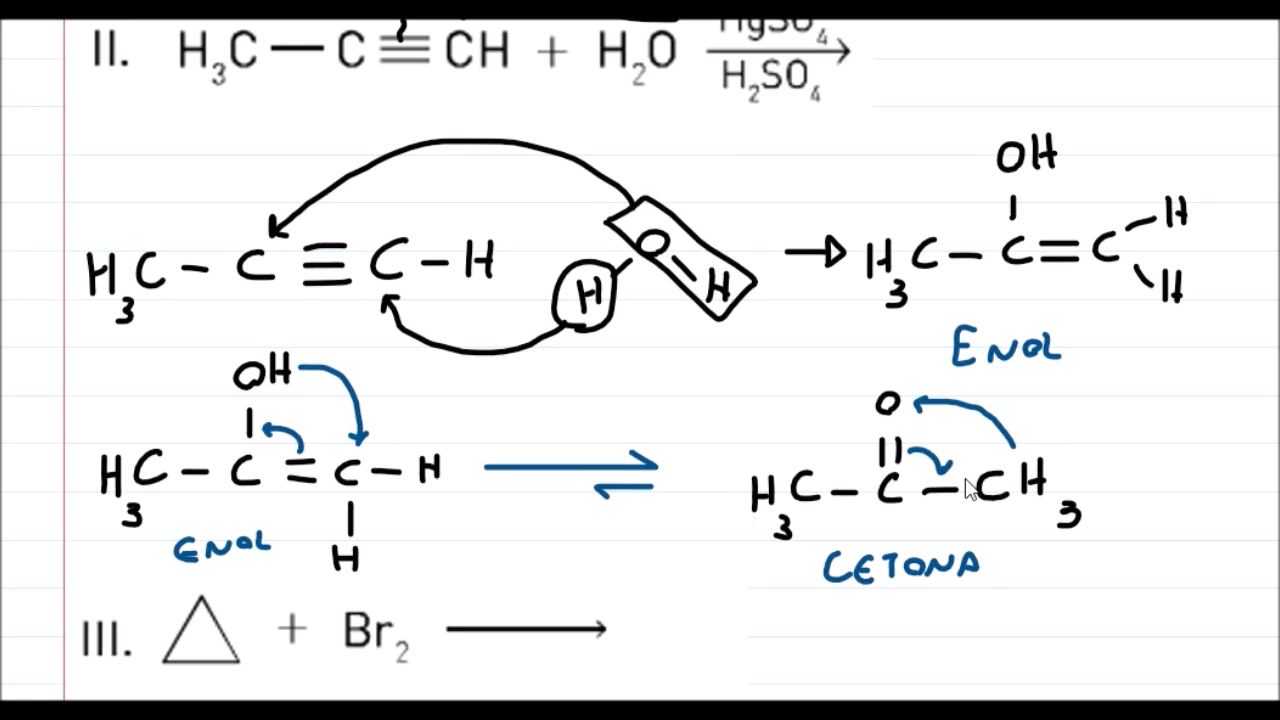 II. H₃C — C ≡ CH + H₂O HgSO₄ / H₂SO₄ →
H₃C - C ≡ C - H H O H → H₃C - C = C OH H H
ENOL
H₃C - C = C - H OH H ⇌ H₃C - C - CH₃ O
ENOL CETONA
III. △ + Br₂ →